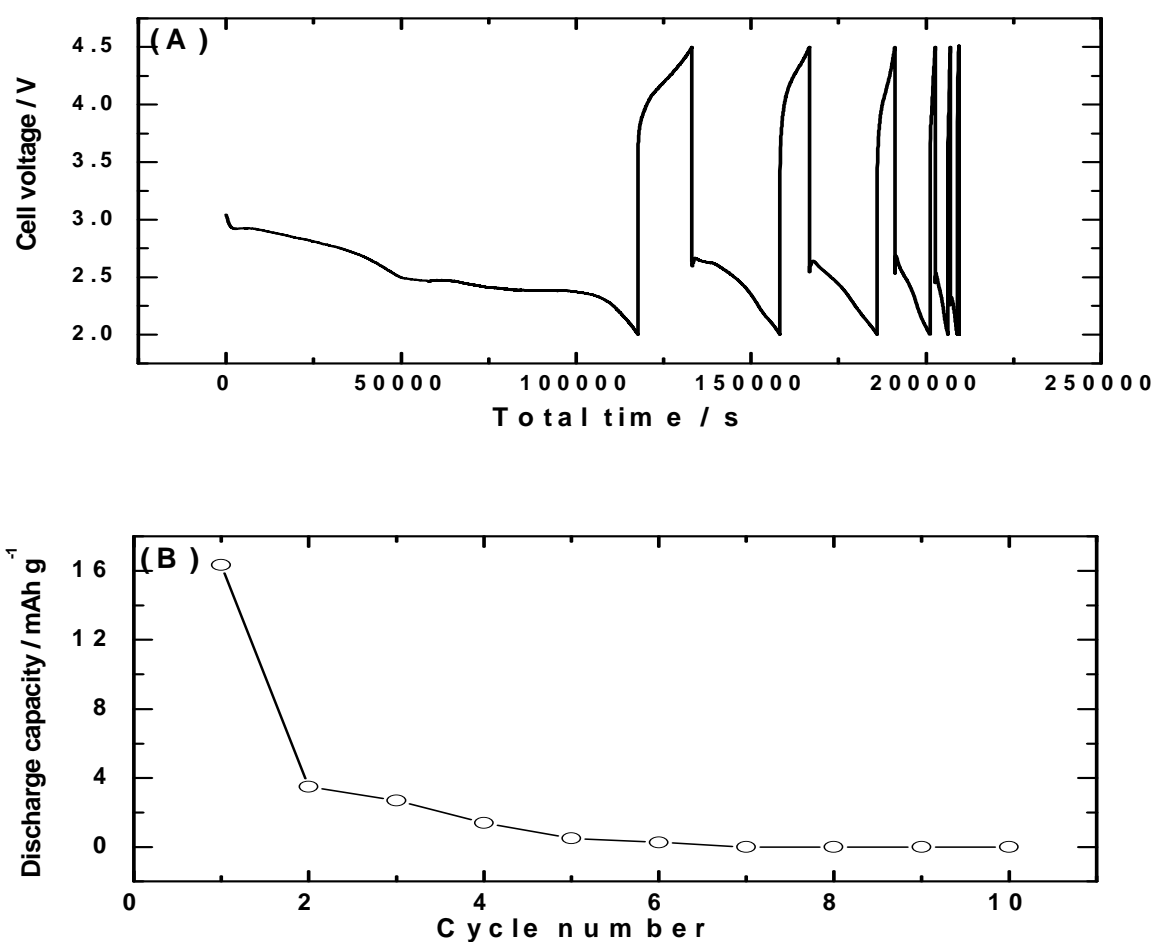 (A)
4.5
4.0
3.5
3.0
2.5
2.0
Cell voltage / V
0 50000 100000 150000 200000 250000
Total time / s
(B)
16
12
8
4
0
Discharge capacity / mAh g-1
0 2 4 6 8 10
Cycle number